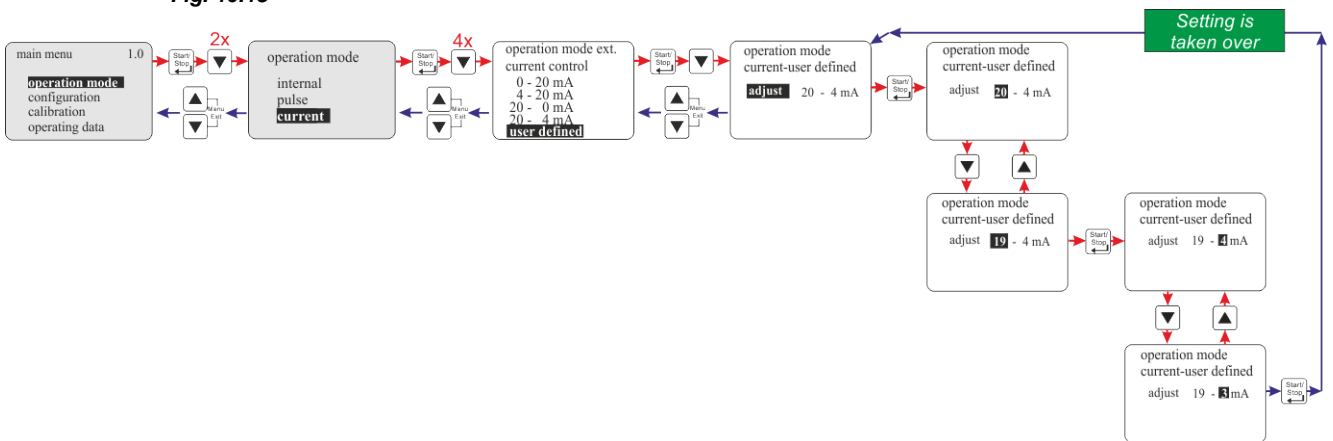 Fig.
Setting is
taken over
main menu 1.0
operation mode
configuration
calibration
operating data
Start/
Stop
2x
Menu
Exit
operation mode
internal
pulse
current
Start/
Stop
4x
Menu
Exit
operation mode ext.
current control
0 - 20 mA
4 - 20 mA
20 - 0 mA
20 - 4 mA
user defined
Start/
Stop
Menu
Exit
operation mode
current-user defined
adjust 20 - 4 mA
Start/
Stop
operation mode
current-user defined
adjust 20 - 4 mA
operation mode
current-user defined
adjust 19 - 4 mA
Start/
Stop
operation mode
current-user defined
adjust 19 - 4 mA
operation mode
current-user defined
adjust 19 - 3 mA
Start/
Stop